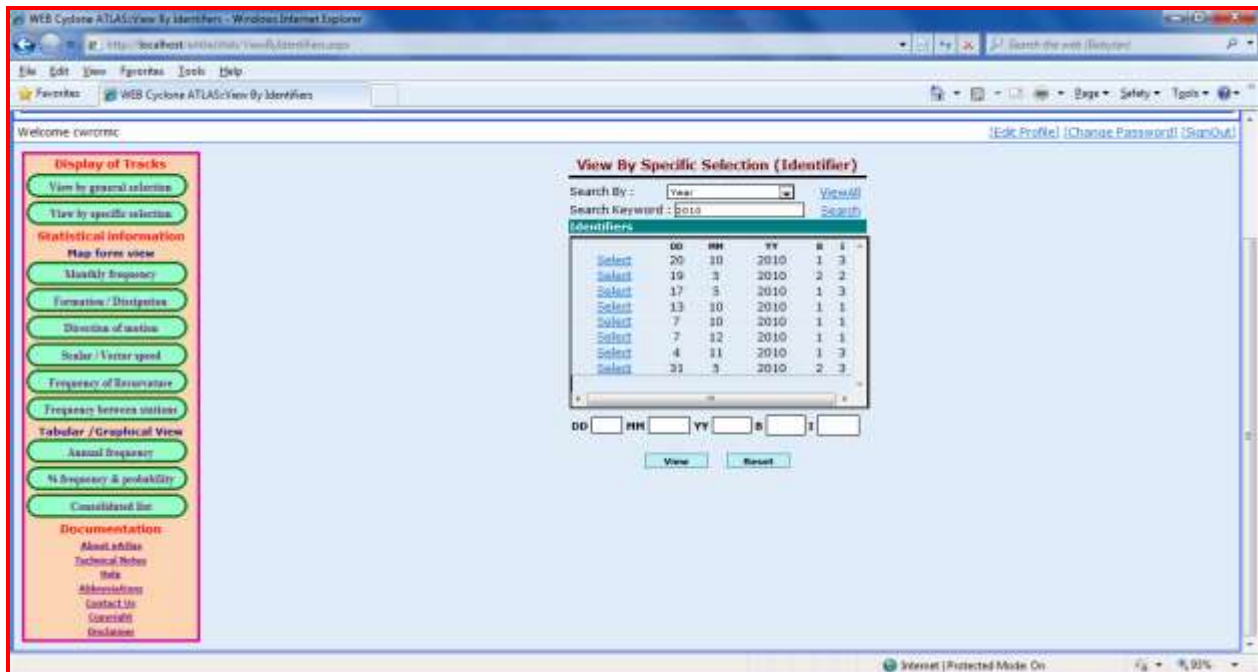 WEB Cyclone ATLAS::View By Identifiers - Windows Internet Explorer
File Edit View Favorites Tools Help
Favorites WEB Cyclone ATLAS::View By Identifiers
Page Safety Tools
Welcome cwrcrmc
[Edit Profile] [Change Password] [SignOut]
Display of Tracks
View by general selection
View by specific selection
Statistical information
Map form view
Monthly frequency
Formation / Dissipation
Direction of motion
Scalar / Vector speed
Frequency of Recurvature
Frequency between stations
Tabular /Graphical View
Annual frequency
% frequency & probability
Consolidated list
Documentation
About eAtlas
Technical Notes
Help
Abbreviations
Contact Us
Copyright
Disclaimer
View By Specific Selection (Identifier)
Search By : Year ViewAll
Search Keyword : 2010 Search
Identifiers
DD MM YY B I
Select 20 10 2010 1 3
Select 19 5 2010 2 2
Select 17 5 2010 1 3
Select 13 10 2010 1 1
Select 7 10 2010 1 1
Select 7 12 2010 1 1
Select 4 11 2010 1 3
Select 31 5 2010 2 3
DD MM YY B I
View Reset
Internet | Protected Mode: On